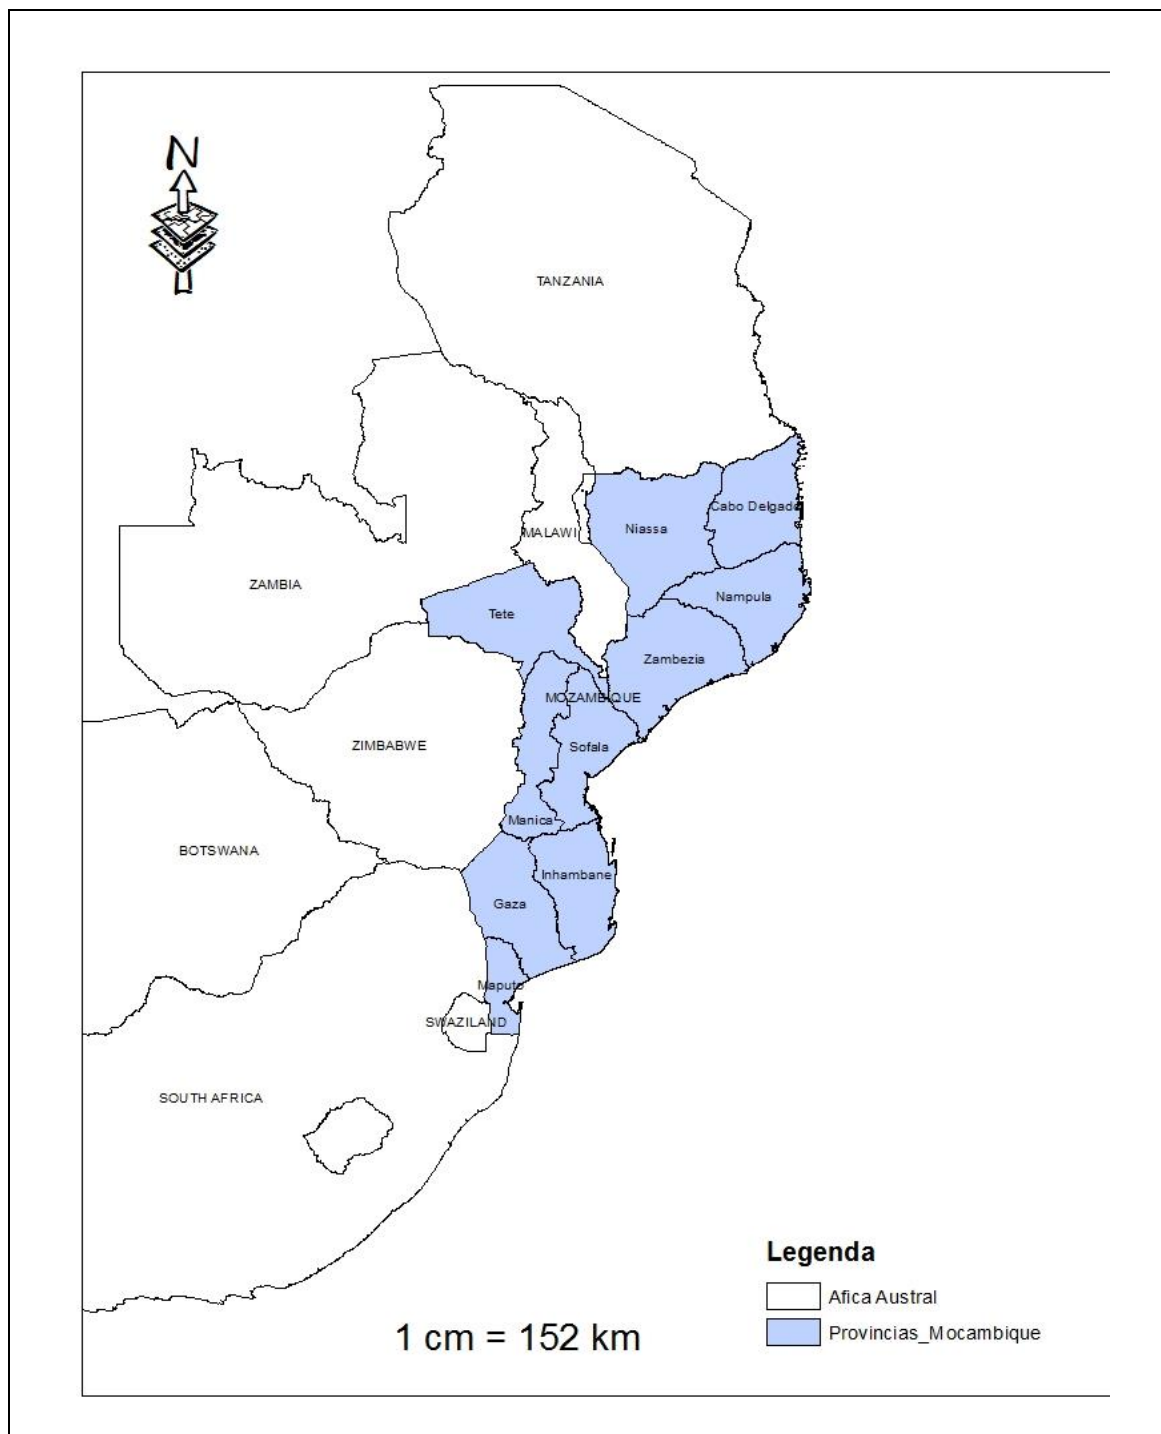 N
TANZANIA
Cabo Delgado
Niassa
MALAWI
ZAMBIA
Nampula
Tete
Zambezia
MOZAMBIQUE
ZIMBABWE
Sofala
Manica
BOTSWANA
Inhambane
Gaza
Maputo
SWAZILAND
SOUTH AFRICA
Legenda
Afica Austral
Provincias_Mocambique
1 cm = 152 km